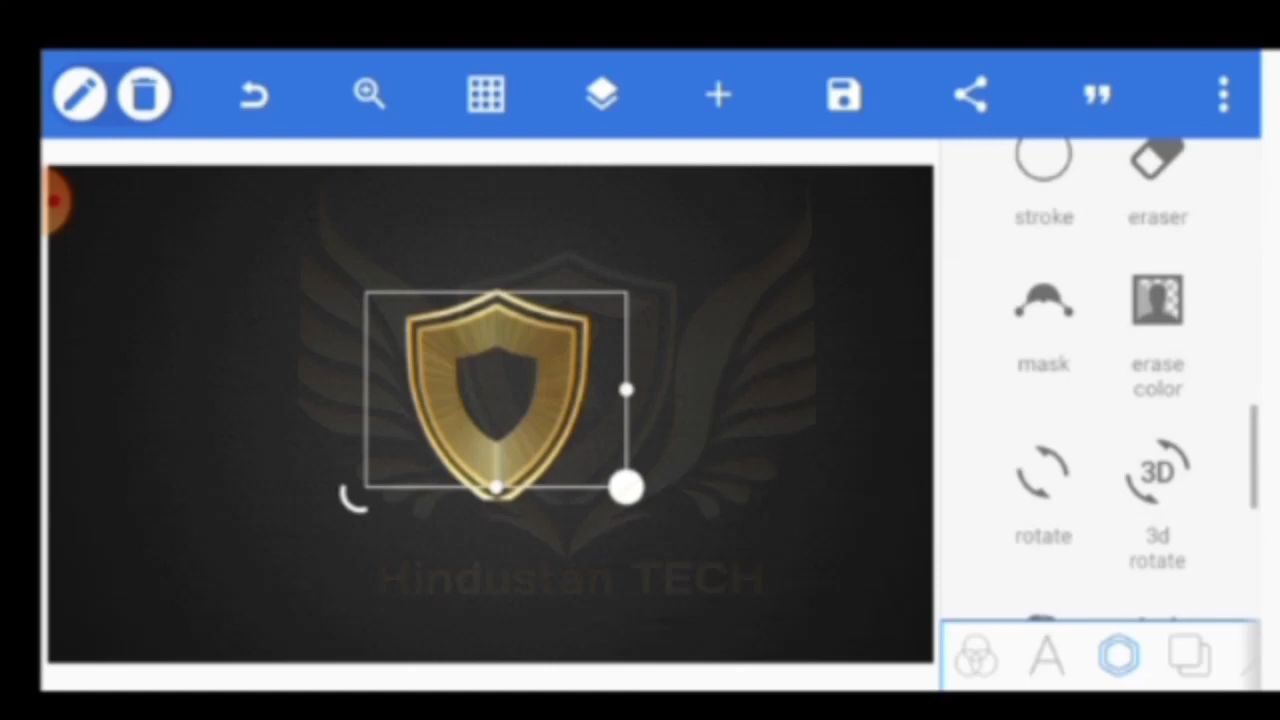 stroke
eraser
mask
erase
color
3D
rotate
3d
rotate
Hindustan TECH